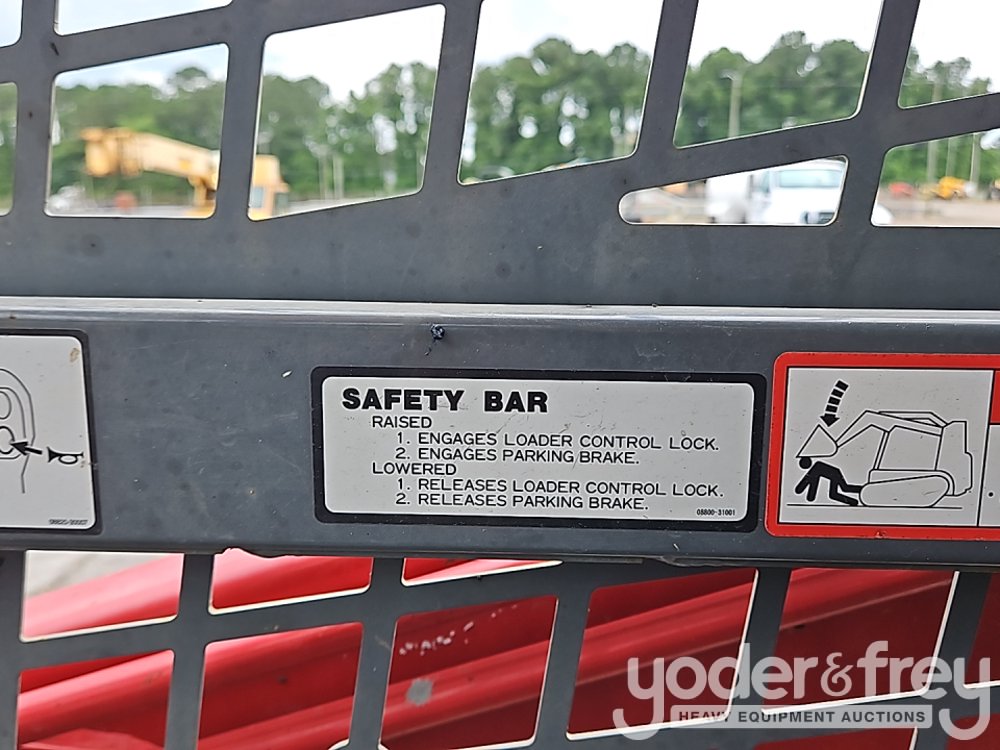 SAFETY BAR
RAISED
1. ENGAGES LOADER CONTROL LOCK.
2. ENGAGES PARKING BRAKE.
LOWERED
1. RELEASES LOADER CONTROL LOCK.
2. RELEASES PARKING BRAKE.
08800-31001
yoder&frey
HEAVY EQUIPMENT AUCTIONS